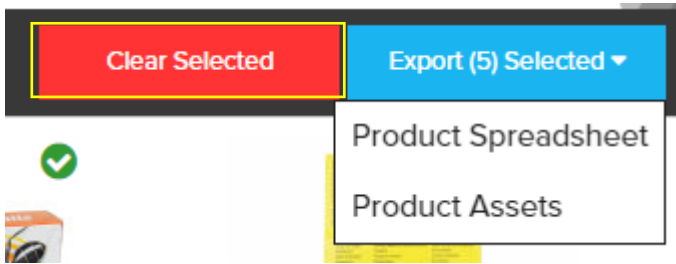 Clear Selected
Export (5) Selected
Product Spreadsheet
Product Assets